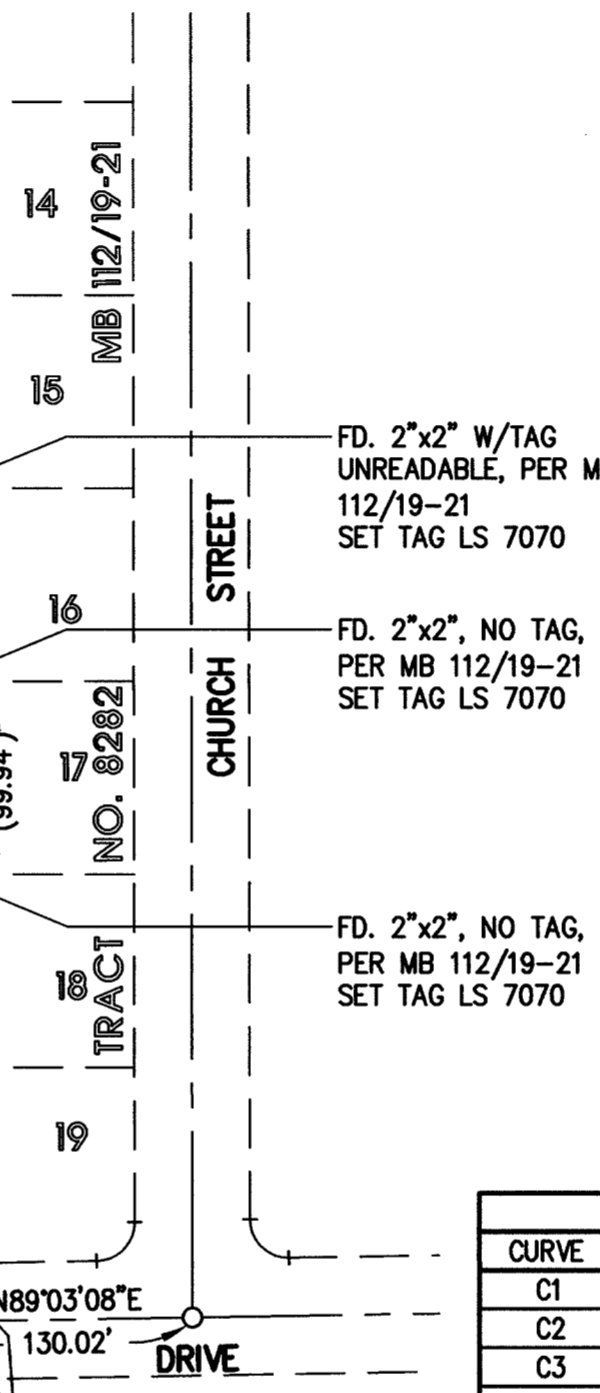 14
MB 112/19-21
15
FD. 2"x2" W/TAG
UNREADABLE, PER M
112/19-21
SET TAG LS 7070
CHURCH STREET
16
FD. 2"x2", NO TAG,
PER MB 112/19-21
SET TAG LS 7070
(99.94')
17
TRACT NO. 8282
FD. 2"x2", NO TAG,
PER MB 112/19-21
SET TAG LS 7070
18
19
N89°03'08"E
130.02'
DRIVE
CURVE
C1
C2
C3